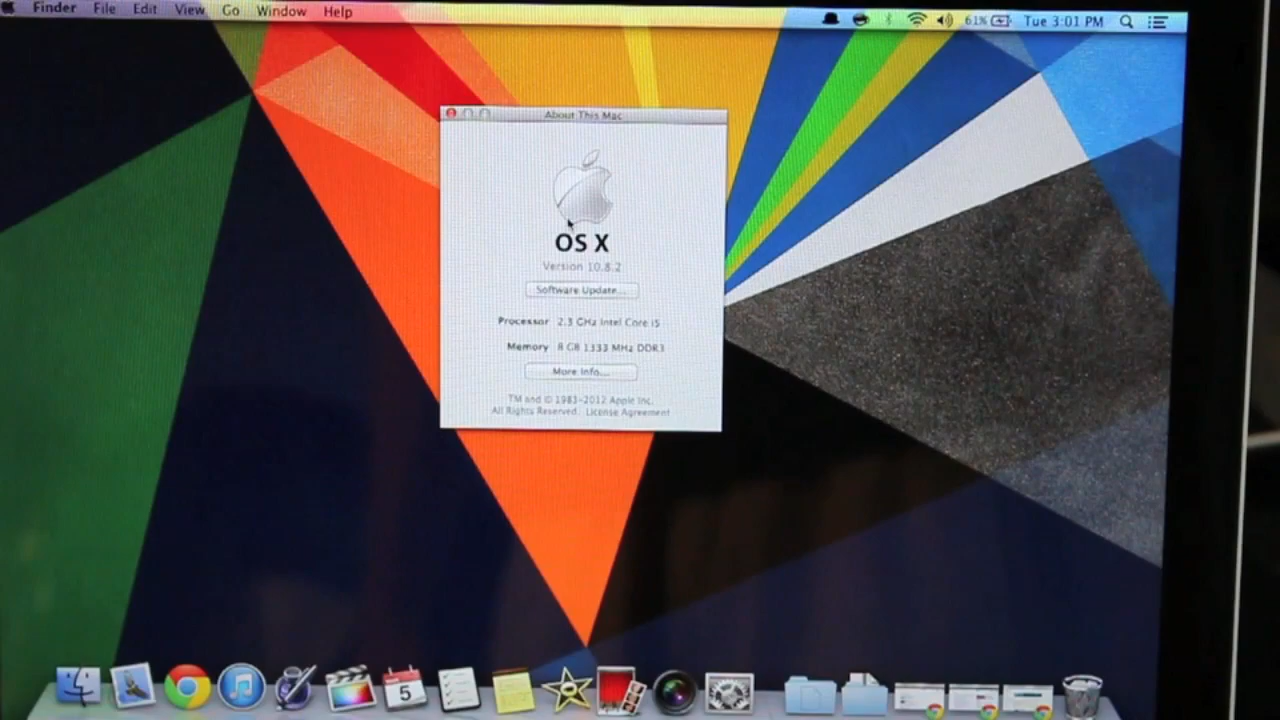 Finder File Edit View Go Window Help 61% Tue 3:01 PM
About This Mac
OS X
Version 10.8.2
Software Update...
Processor 2.3 GHz Intel Core i5
Memory 8 GB 1333 MHz DDR3
More Info...
TM and © 1983-2012 Apple Inc.
All Rights Reserved. License Agreement
5